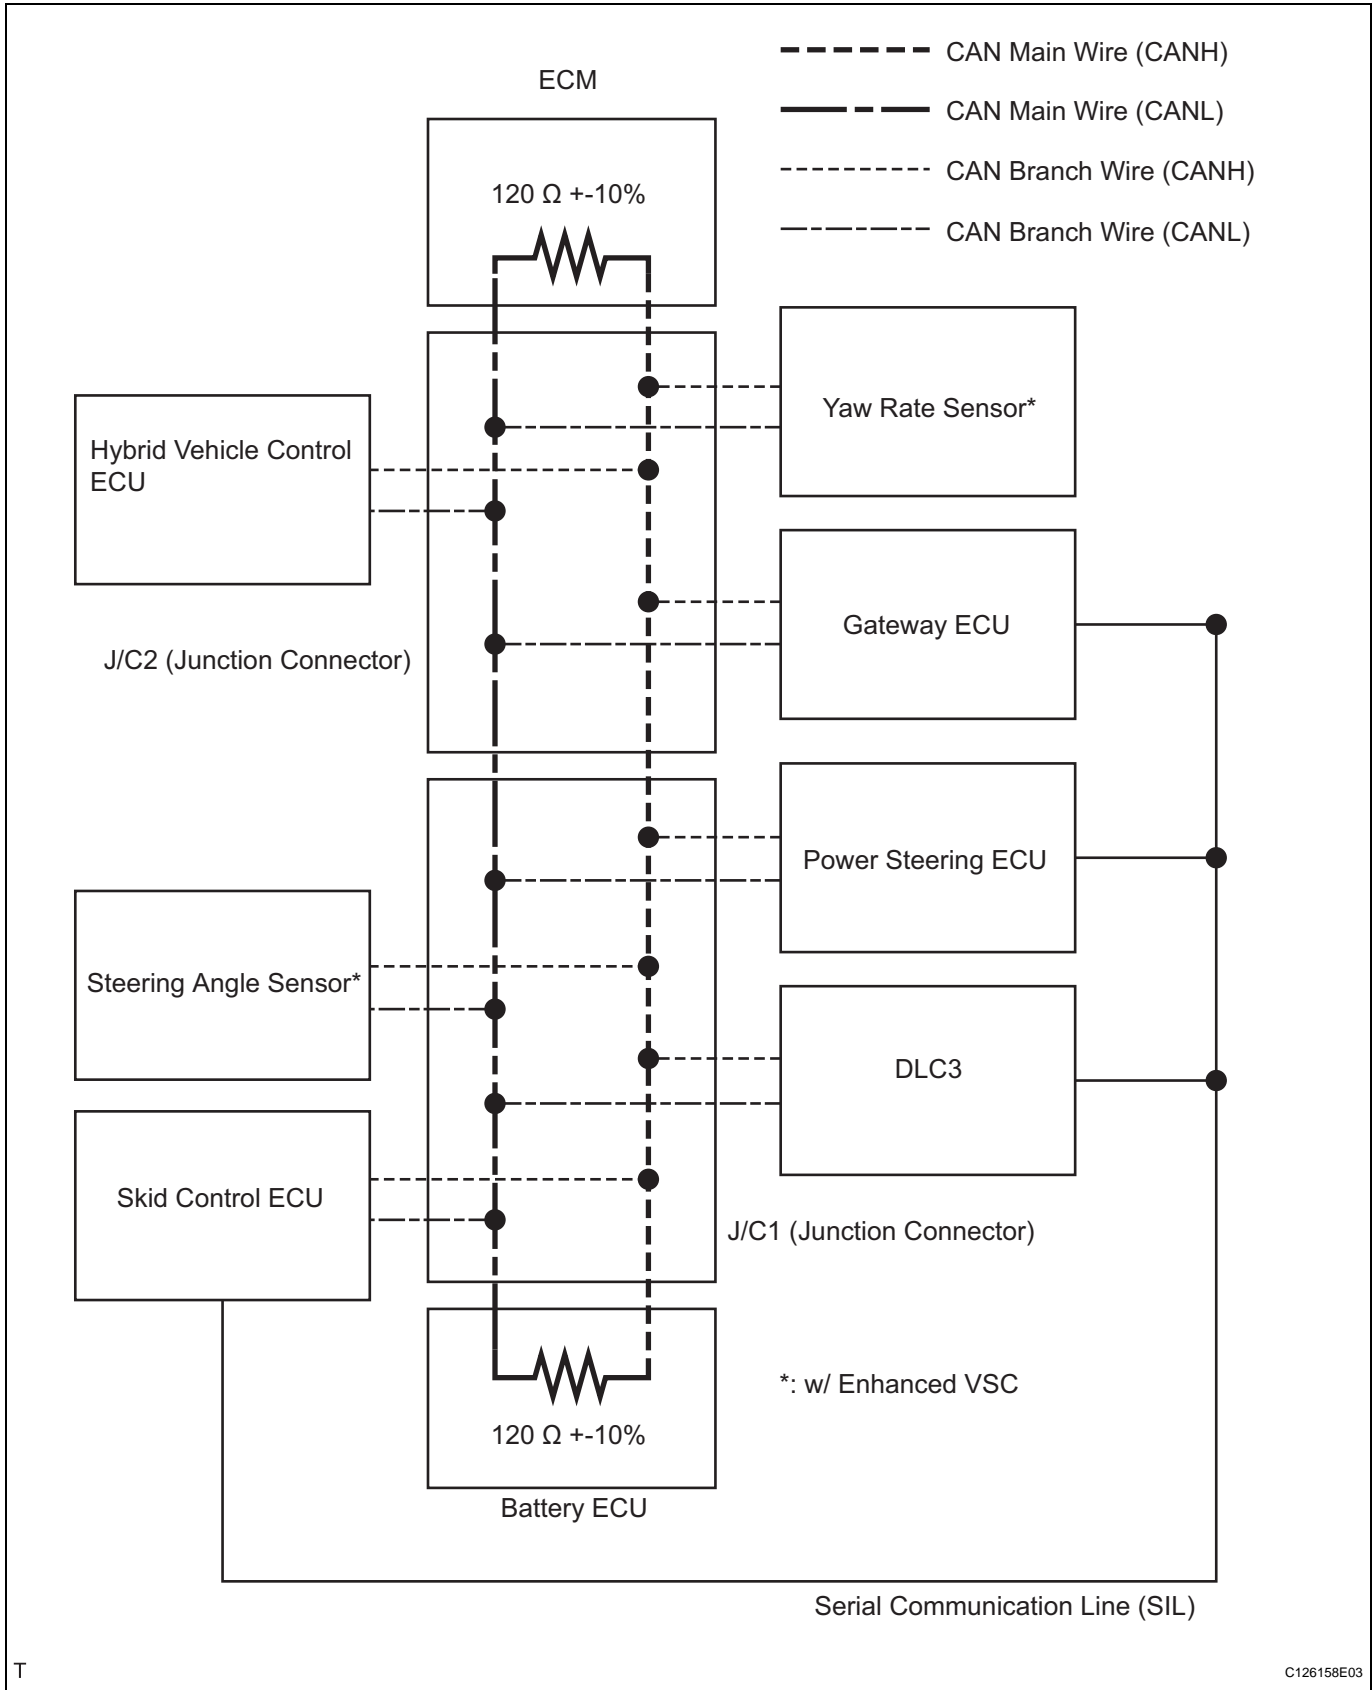 CAN Main Wire (CANH)
ECM
CAN Main Wire (CANL)
CAN Branch Wire (CANH)
120 Ω +-10%
CAN Branch Wire (CANL)
Yaw Rate Sensor*
Hybrid Vehicle Control
ECU
Gateway ECU
J/C2 (Junction Connector)
Power Steering ECU
Steering Angle Sensor*
DLC3
Skid Control ECU
J/C1 (Junction Connector)
*: w/ Enhanced VSC
120 Ω +-10%
Battery ECU
Serial Communication Line (SIL)
T
C126158E03